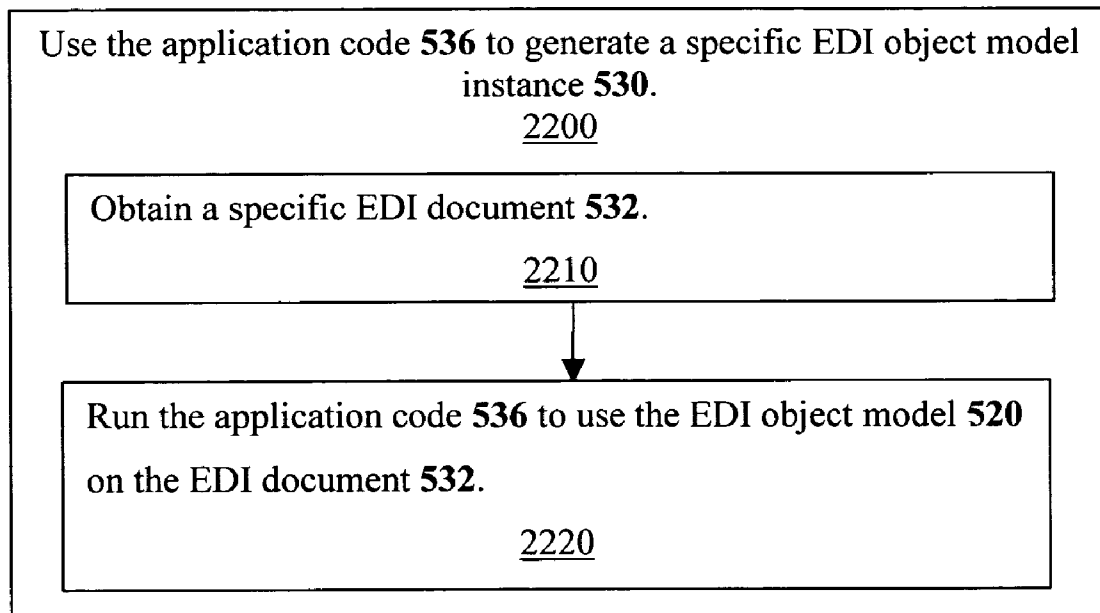 Use the application code 536 to generate a specific EDI object model
instance 530.
2200
Obtain a specific EDI document 532.
2210
Run the application code 536 to use the EDI object model 520
on the EDI document 532.
2220